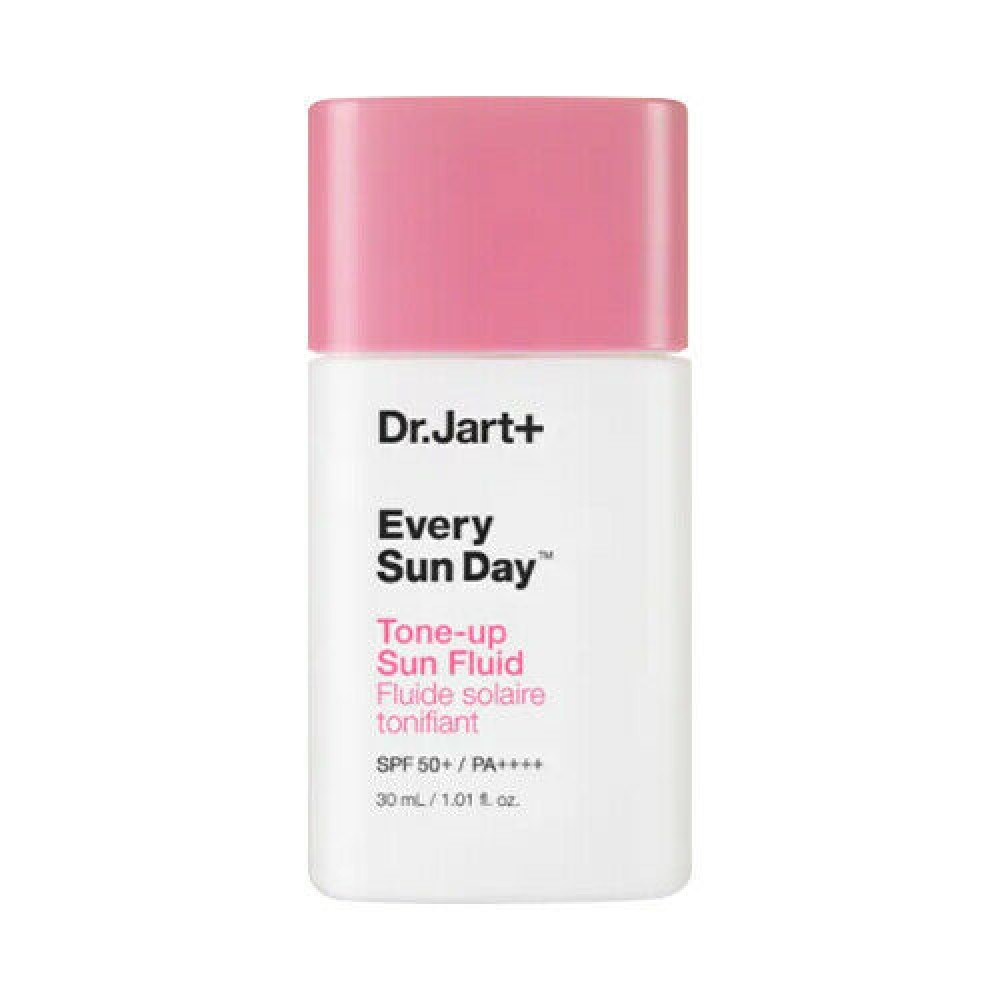 Dr.Jart+
Every
Sun Day™
Tone-up
Sun Fluid
Fluide solaire
tonifiant
SPF 50+ / PA++++
30 mL / 1.01 fl. oz.